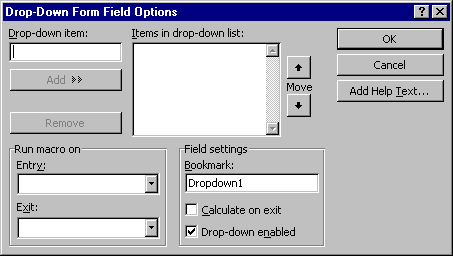 Drop-Down Form Field Options
Drop-down item:
Items in drop-down list:
OK
Cancel
Add Help Text...
Add
Move
Remove
Run macro on
Entry:
Exit:
Field settings
Bookmark:
Dropdown1
Calculate on exit
Drop-down enabled